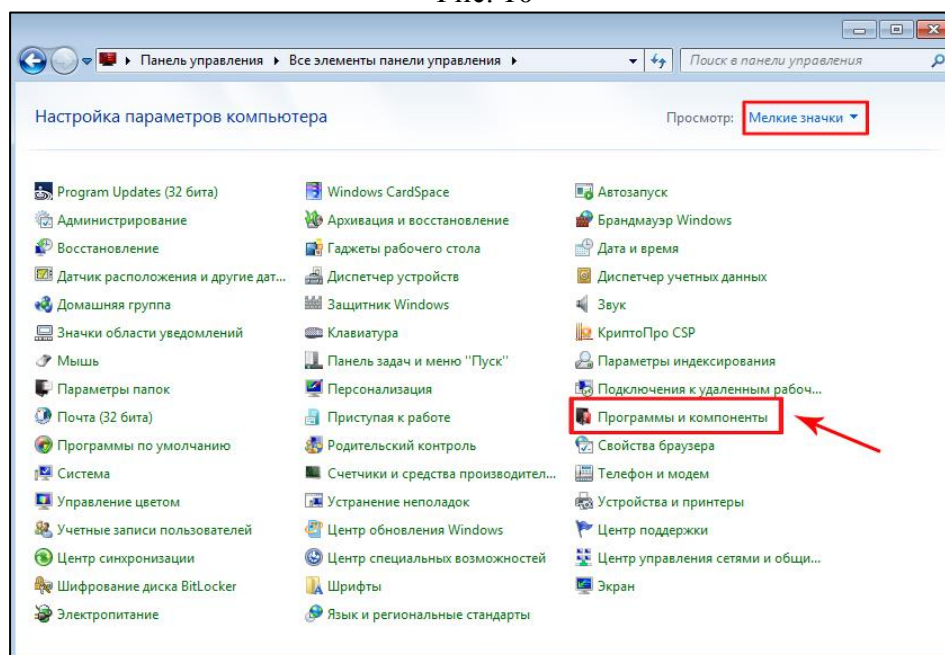 Рис. 10
Панель управления
Все элементы панели управления
Поиск в панели управления
Настройка параметров компьютера
Просмотр: Мелкие значки
Program Updates (32 бита)
Windows CardSpace
Автозапуск
Администрирование
Архивация и восстановление
Брандмауэр Windows
Восстановление
Гаджеты рабочего стола
Дата и время
Датчик расположения и другие дат...
Диспетчер устройств
Диспетчер учетных данных
Домашняя группа
Защитник Windows
Звук
Значки области уведомлений
Клавиатура
КриптоПро CSP
Мышь
Панель задач и меню ''Пуск''
Параметры индексирования
Параметры папок
Персонализация
Подключения к удаленным рабоч...
Почта (32 бита)
Приступая к работе
Программы и компоненты
Программы по умолчанию
Родительский контроль
Свойства браузера
Система
Счетчики и средства производител...
Телефон и модем
Управление цветом
Устранение неполадок
Устройства и принтеры
Учетные записи пользователей
Центр обновления Windows
Центр поддержки
Центр синхронизации
Центр специальных возможностей
Центр управления сетями и общи...
Шифрование диска BitLocker
Шрифты
Экран
Электропитание
Язык и региональные стандарты